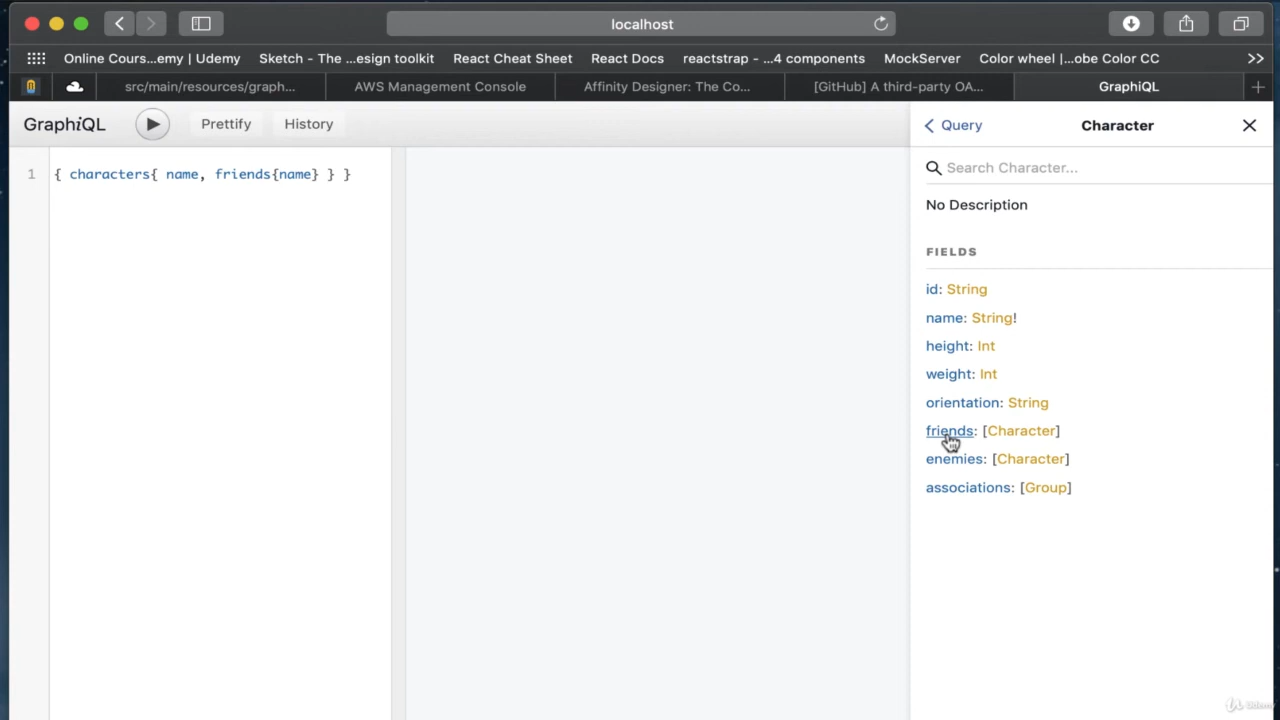 localhost
Online Cours...emy | Udemy
Sketch - The ...esign toolkit
React Cheat Sheet
React Docs
reactstrap - ...4 components
MockServer
Color wheel |...obe Color CC
>>
src/main/resources/graph...
AWS Management Console
Affinity Designer: The Co...
[GitHub] A third-party OA...
GraphiQL
GraphiQL
Prettify
History
Query
Character
1 { characters{ name, friends{name} } }
Search Character...
No Description
FIELDS
id: String
name: String!
height: Int
weight: Int
orientation: String
friends: [Character]
enemies: [Character]
associations: [Group]
Udemy